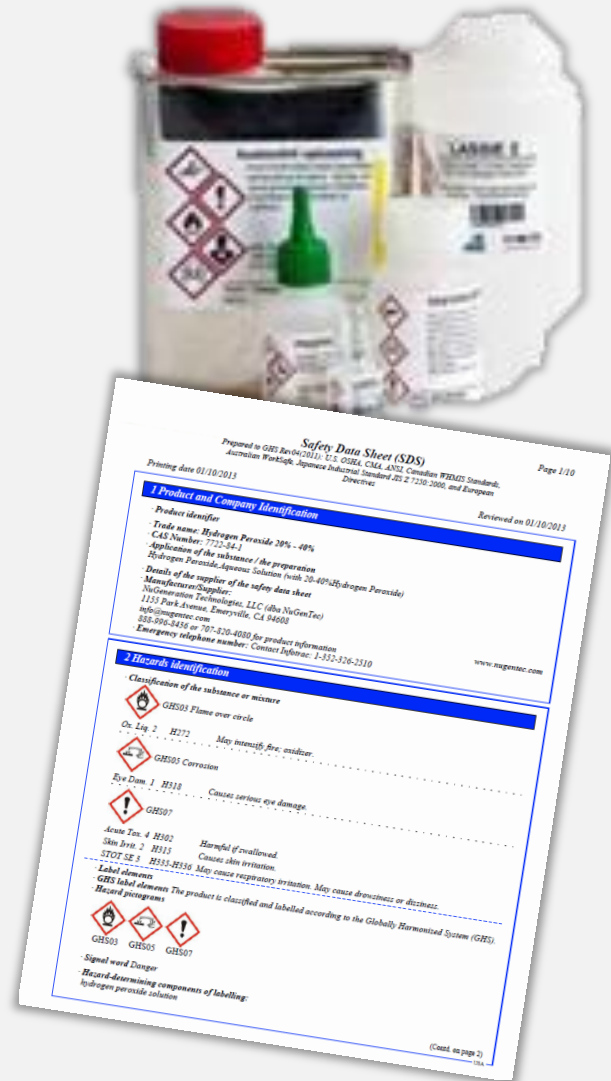 LASSIE Z
Safety Data Sheet (SDS)
Page 1/10
Prepared to GHS Rev04(2011): U.S. OSHA, CMA, ANSI, Canadian WHMIS Standards,
Australian WorkSafe, Japanese Industrial Standard JIS Z 7250:2000, and European
Directives
Printing date 01/10/2013
Reviewed on 01/10/2013
1 Product and Company Identification
· Product identifier
· Trade name: Hydrogen Peroxide 20% - 40%
· CAS Number: 7722-84-1
· Application of the substance / the preparation
Hydrogen Peroxide,Aqueous Solution (with 20-40%Hydrogen Peroxide)
· Details of the supplier of the safety data sheet
· Manufacturer/Supplier:
NuGeneration Technologies, LLC (dba NuGenTec)
1155 Park Avenue, Emeryville, CA 94608
info@nugentec.com
888-996-8436 or 707-820-4080 for product information
www.nugentec.com
· Emergency telephone number: Contact Infotrac: 1-352-326-2510
2 Hazards identification
· Classification of the substance or mixture
GHS03 Flame over circle
Ox. Liq. 2 H272 May intensify fire; oxidizer.
GHS05 Corrosion
Eye Dam. 1 H318 Causes serious eye damage.
GHS07
Acute Tox. 4 H302 Harmful if swallowed.
Skin Irrit. 2 H315 Causes skin irritation.
STOT SE 3 H335-H336 May cause respiratory irritation. May cause drowsiness or dizziness.
· Label elements
· GHS label elements The product is classified and labelled according to the Globally Harmonized System (GHS).
· Hazard pictograms
GHS03 GHS05 GHS07
· Signal word Danger
· Hazard-determining components of labelling:
hydrogen peroxide solution
(Contd. on page 2)
USA